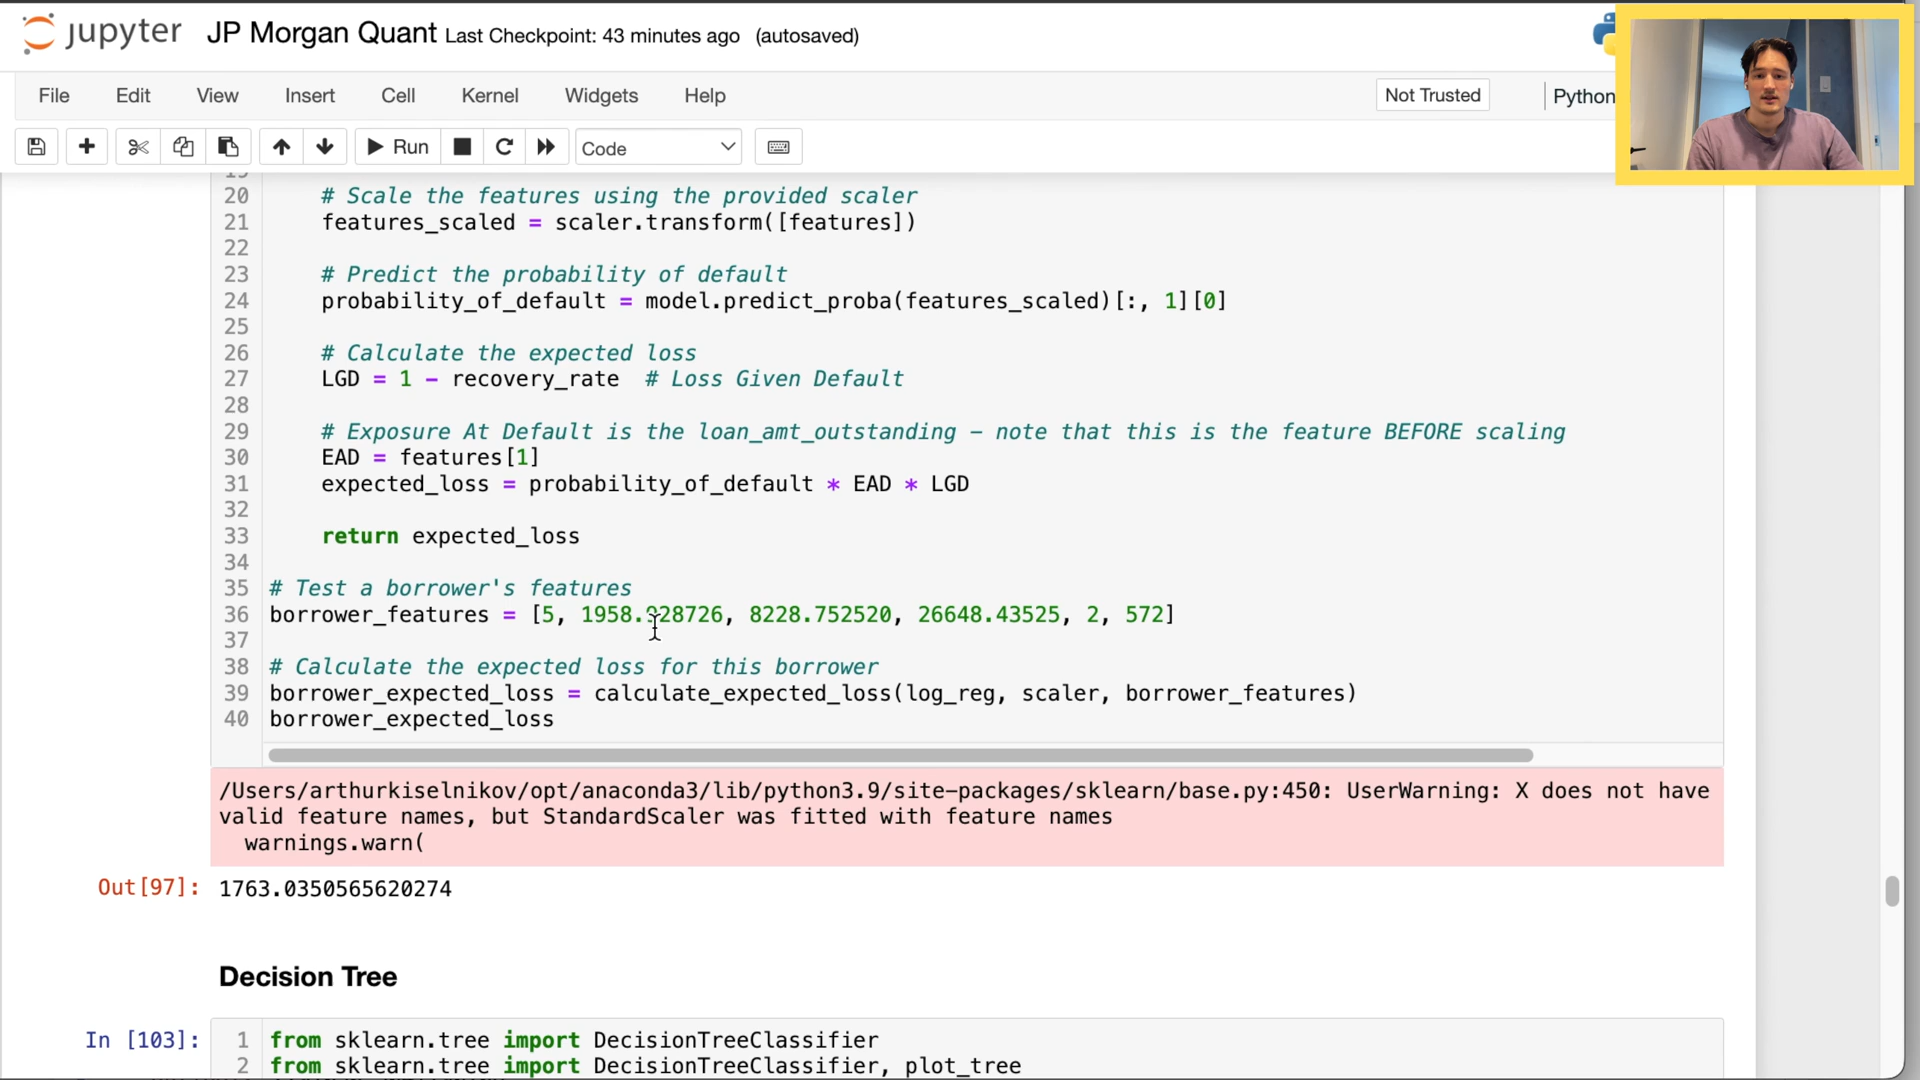 jupyter JP Morgan Quant Last Checkpoint: 43 minutes ago (autosaved)
File Edit View Insert Cell Kernel Widgets Help Not Trusted Python
Run Code
19
20 # Scale the features using the provided scaler
21 features_scaled = scaler.transform([features])
22
23 # Predict the probability of default
24 probability_of_default = model.predict_proba(features_scaled)[:, 1][0]
25
26 # Calculate the expected loss
27 LGD = 1 - recovery_rate # Loss Given Default
28
29 # Exposure At Default is the loan_amt_outstanding - note that this is the feature BEFORE scaling
30 EAD = features[1]
31 expected_loss = probability_of_default * EAD * LGD
32
33 return expected_loss
34
35 # Test a borrower's features
36 borrower_features = [5, 1958.928726, 8228.752520, 26648.43525, 2, 572]
37
38 # Calculate the expected loss for this borrower
39 borrower_expected_loss = calculate_expected_loss(log_reg, scaler, borrower_features)
40 borrower_expected_loss
/Users/arthurkiselnikov/opt/anaconda3/lib/python3.9/site-packages/sklearn/base.py:450: UserWarning: X does not have
valid feature names, but StandardScaler was fitted with feature names
warnings.warn(
Out[97]: 1763.0350565620274
Decision Tree
In [103]: 1 from sklearn.tree import DecisionTreeClassifier
2 from sklearn.tree import DecisionTreeClassifier, plot_tree